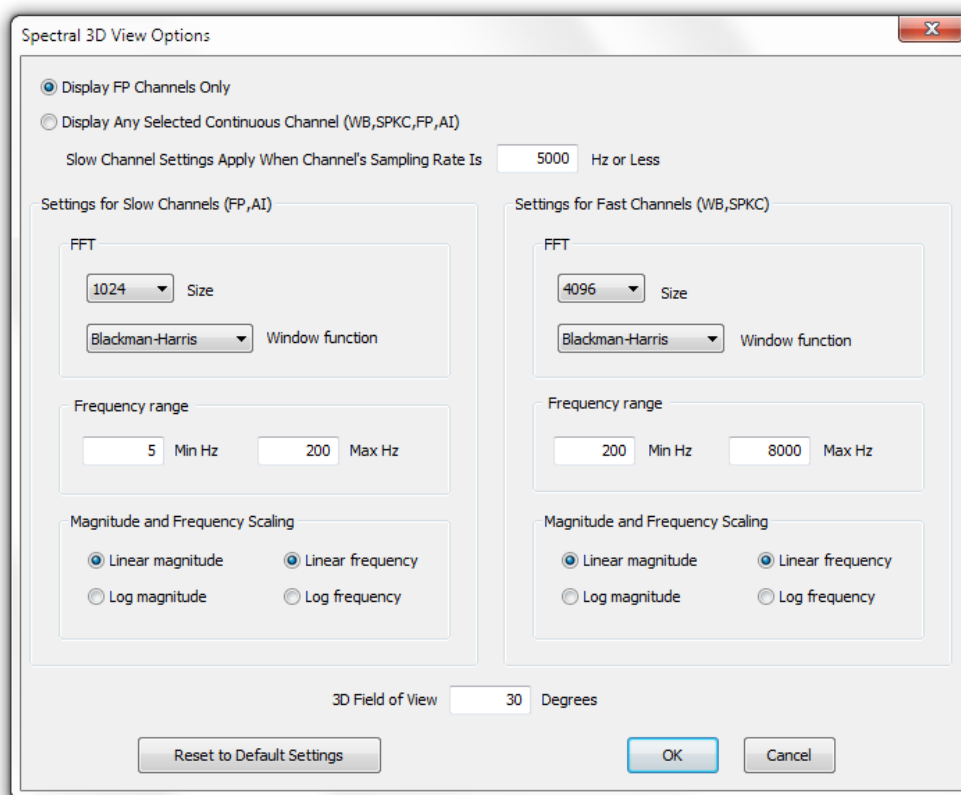 Spectral 3D View Options
Display FP Channels Only
Display Any Selected Continuous Channel (WB,SPKC,FP,AI)
Slow Channel Settings Apply When Channel's Sampling Rate Is 5000 Hz or Less
Settings for Slow Channels (FP,AI)
FFT
1024 Size
Blackman-Harris Window function
Frequency range
5 Min Hz 200 Max Hz
Magnitude and Frequency Scaling
Linear magnitude Linear frequency
Log magnitude Log frequency
Settings for Fast Channels (WB,SPKC)
FFT
4096 Size
Blackman-Harris Window function
Frequency range
200 Min Hz 8000 Max Hz
Magnitude and Frequency Scaling
Linear magnitude Linear frequency
Log magnitude Log frequency
3D Field of View 30 Degrees
Reset to Default Settings OK Cancel